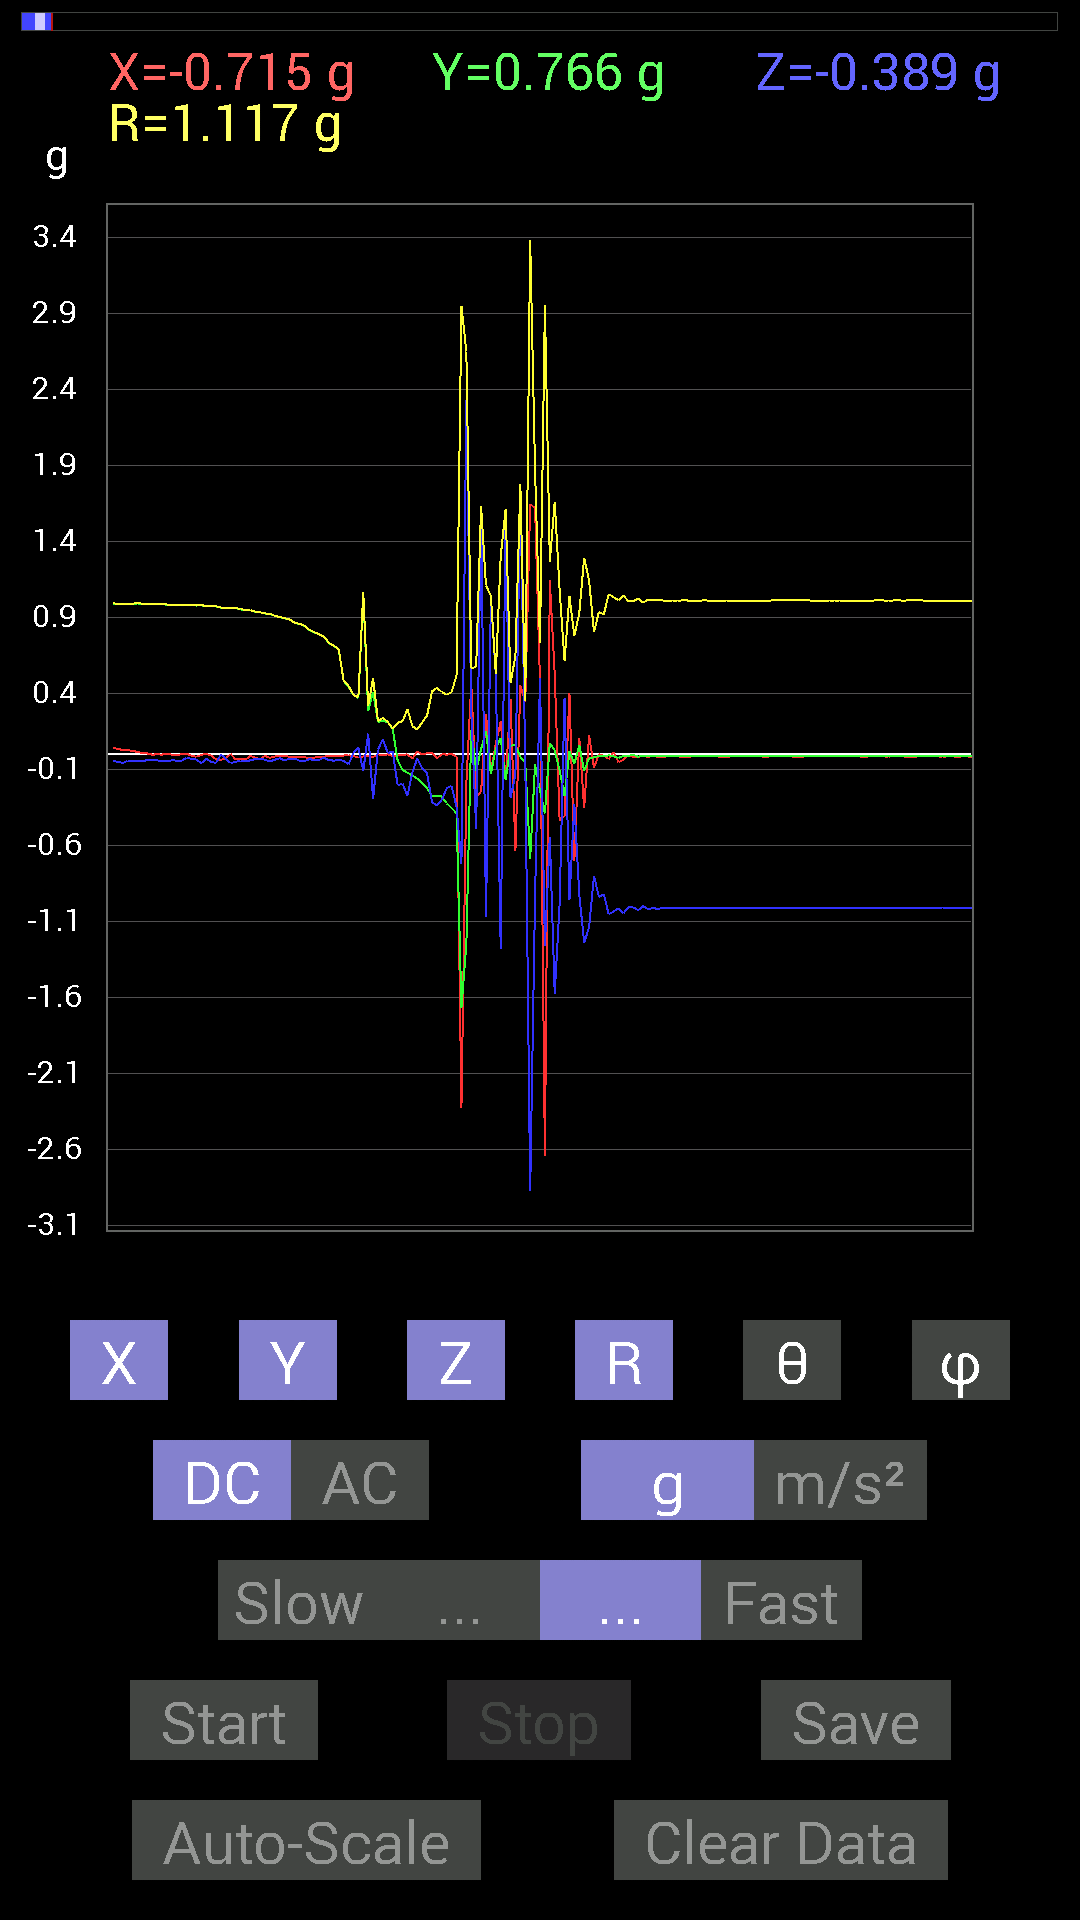 X=-0.715 g Y=0.766 g Z=-0.389 g
R=1.117 g
g
3.4
2.9
2.4
1.9
1.4
0.9
0.4
-0.1
-0.6
-1.1
-1.6
-2.1
-2.6
-3.1
X Y Z R θ φ
DC AC g m/s²
Slow ... ... Fast
Start Stop Save
Auto-Scale Clear Data